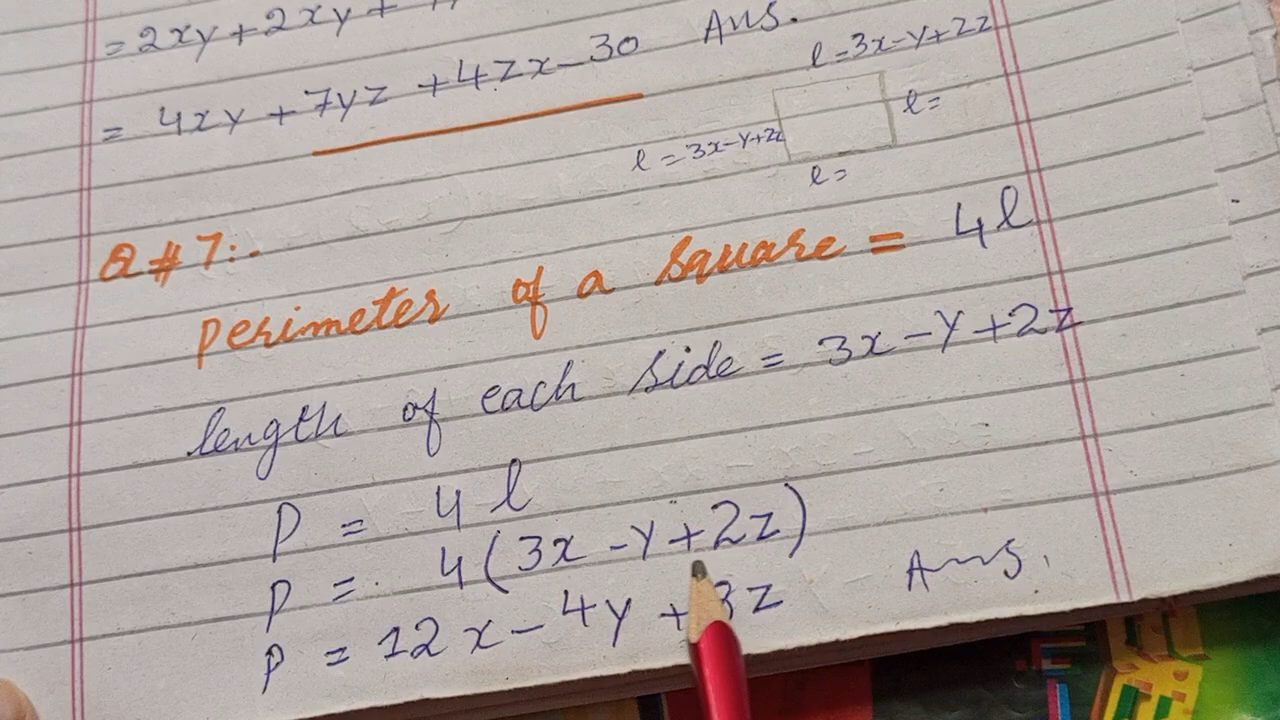 = 2xy + 2xy +
= 4xy + 7yz + 4zx - 30 Ans.
l = 3x - y + 2z
l =
l = 3x - y + 2z
l =
Q # 7:-
perimeter of a square = 4l
length of each side = 3x - y + 2z
P = 4l
P = 4(3x - y + 2z)
P = 12x - 4y + 8z Ans.